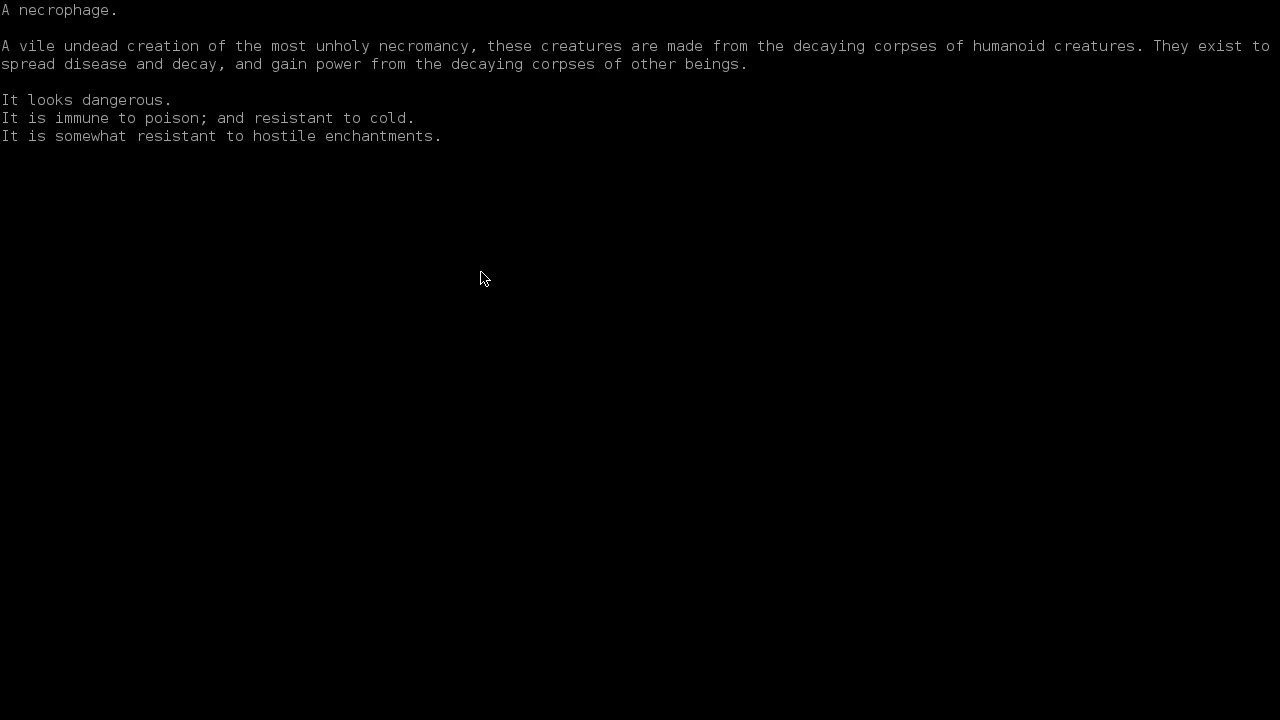 A necrophage.
A vile undead creation of the most unholy necromancy, these creatures are made from the decaying corpses of humanoid creatures. They exist to
spread disease and decay, and gain power from the decaying corpses of other beings.
It looks dangerous.
It is immune to poison; and resistant to cold.
It is somewhat resistant to hostile enchantments.